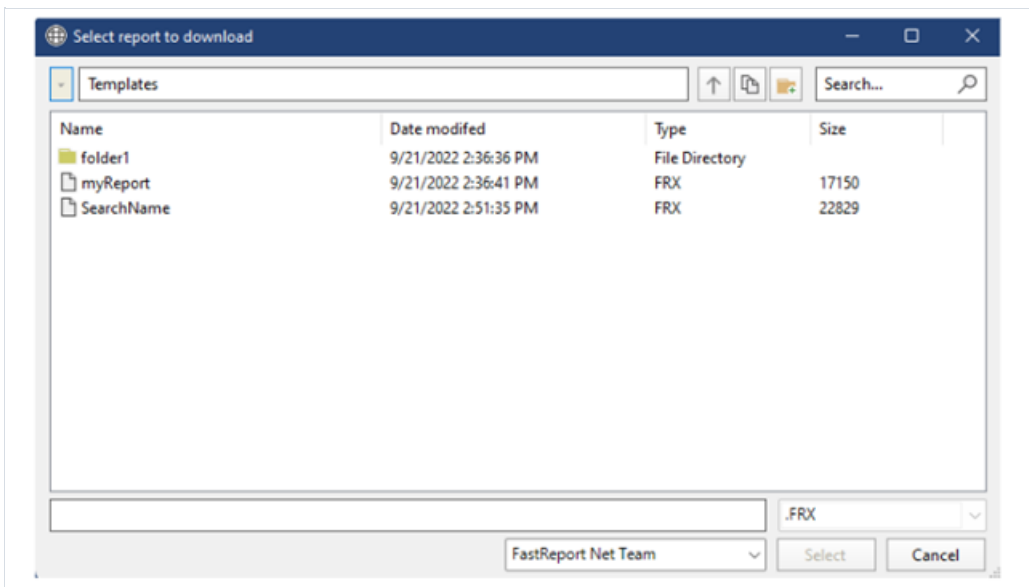 Select report to download
Templates Search...
Name Date modifed Type Size
folder1 9/21/2022 2:36:36 PM File Directory
myReport 9/21/2022 2:36:41 PM FRX 17150
SearchName 9/21/2022 2:51:35 PM FRX 22829
.FRX
FastReport Net Team Select Cancel